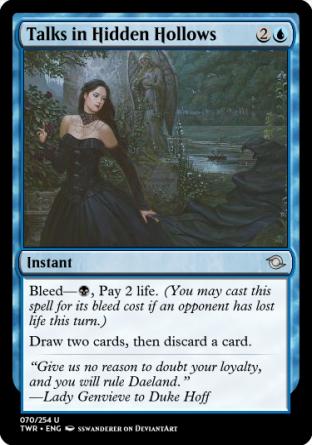 Talks in Hidden Hollows 2
Instant
Bleed—, Pay 2 life. (You may cast
this spell for its bleed cost if an opponent has lost
life this turn.)
Draw two cards, then discard a card.
“Give us no reason to doubt your loyalty,
and you will rule Daeland.”
—Lady Genvieve to Duke Hoff
070/254 U
TWR • ENG SSWANDERER ON DEVIANTART